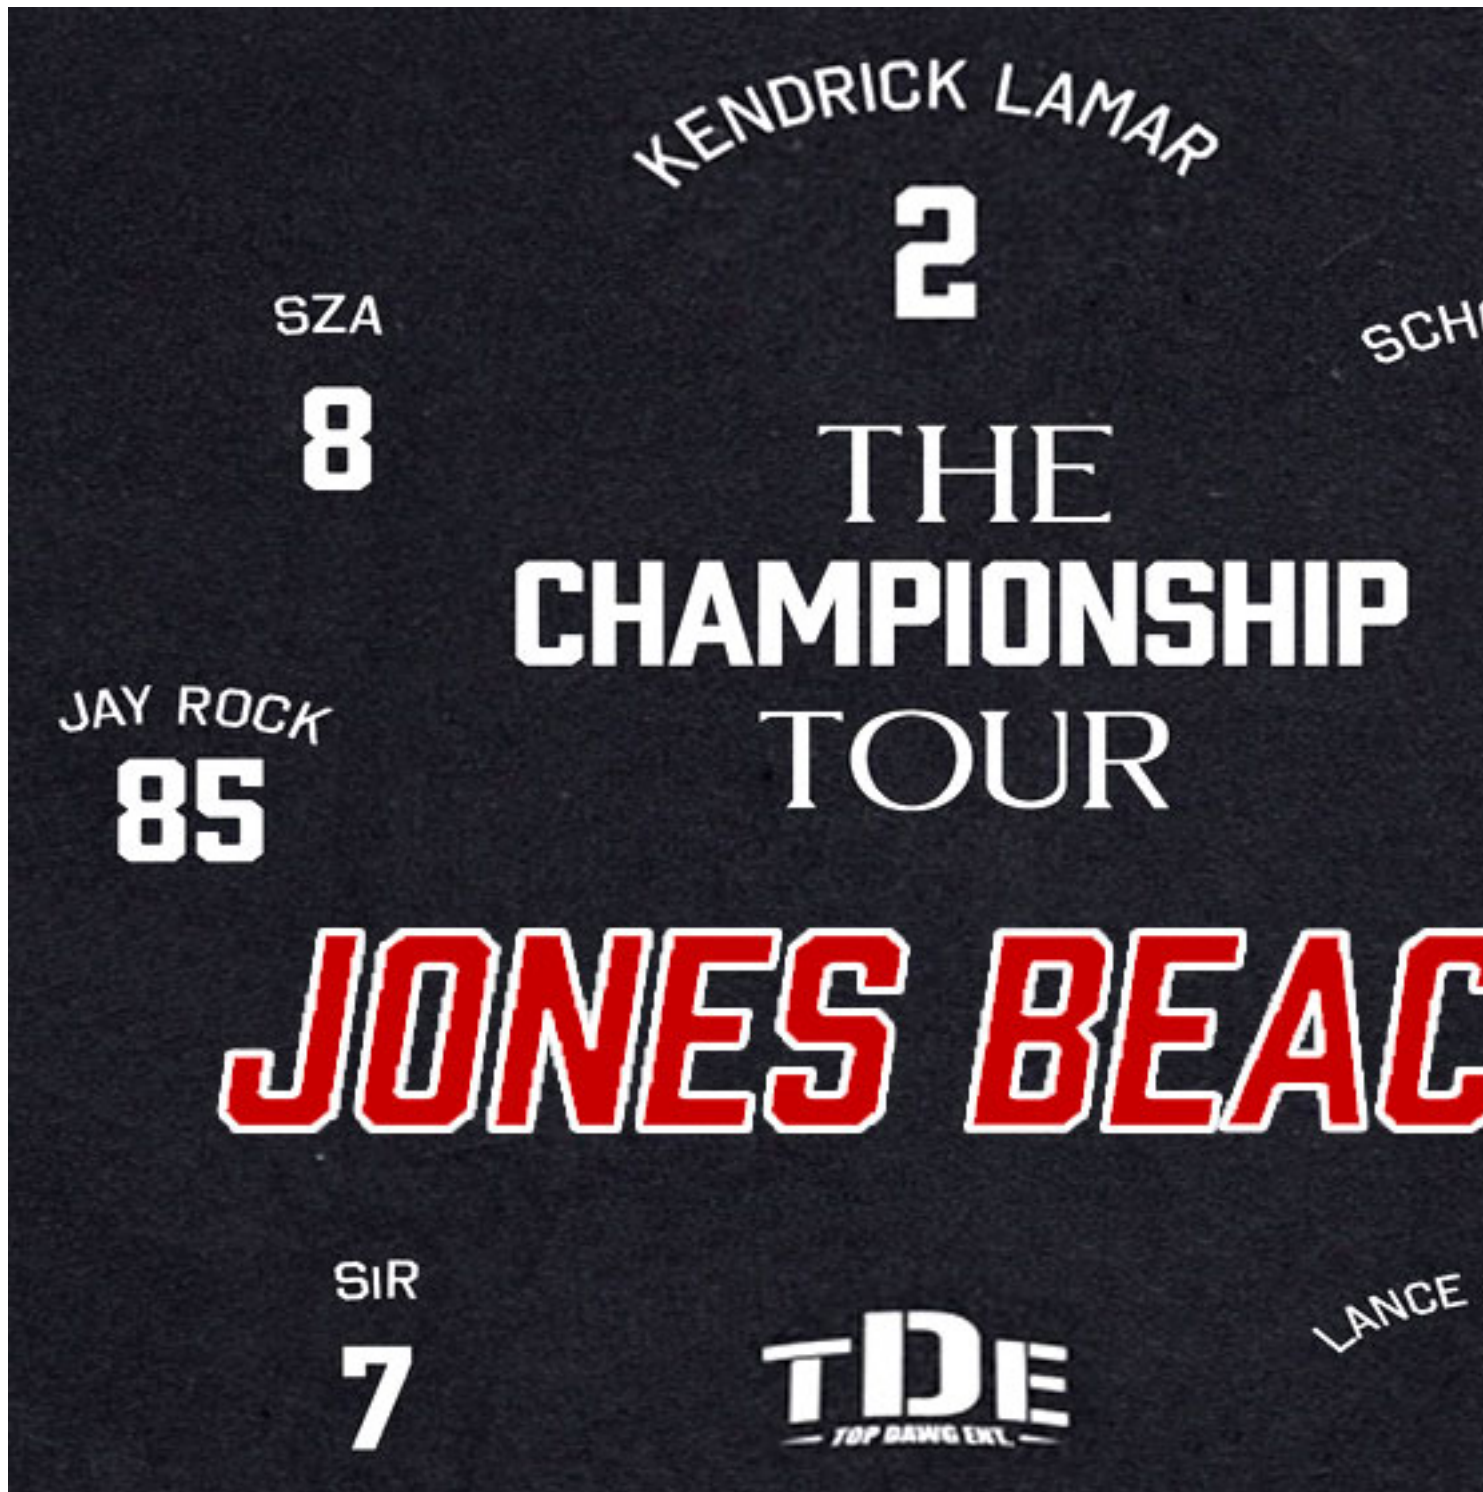 KENDRICK LAMAR
2
SZA
8
SCHO
THE
CHAMPIONSHIP
TOUR
JAY ROCK
85
JONES BEAC
SiR
7
LANCE
TDE
TOP DAWG ENT.